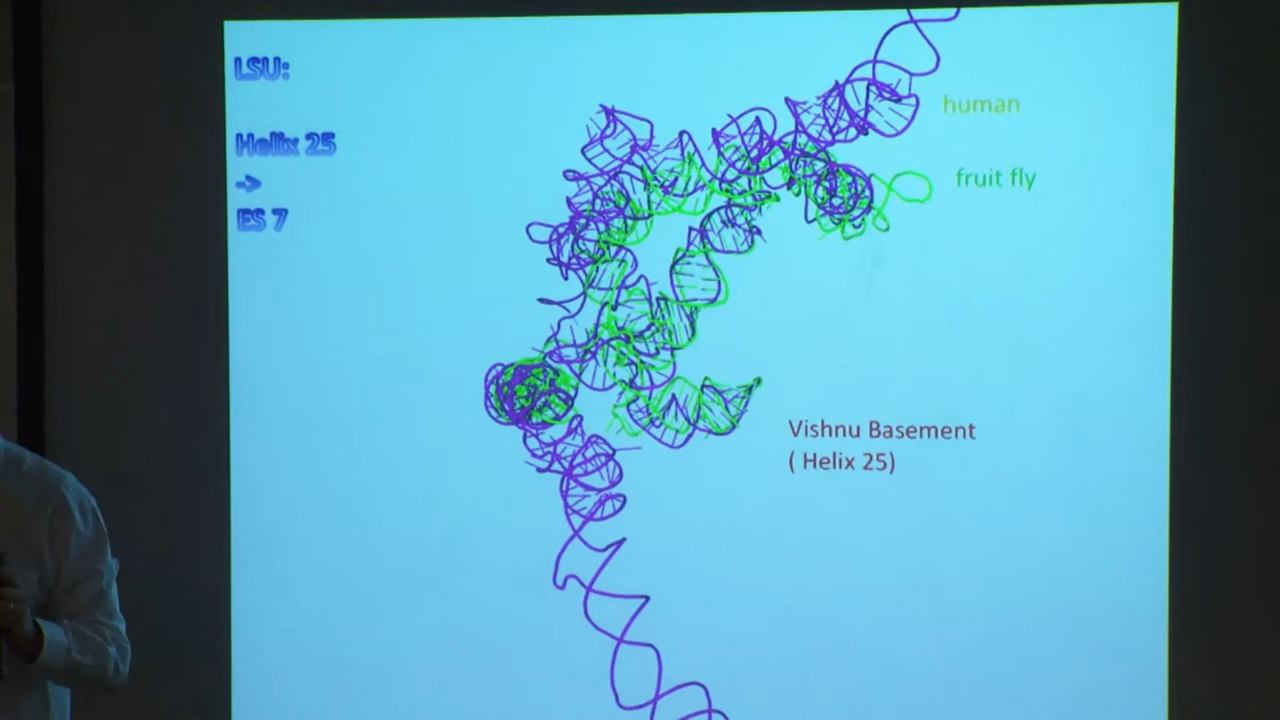 LSU:
Helix 25
->
ES 7
human
fruit fly
Vishnu Basement
( Helix 25)